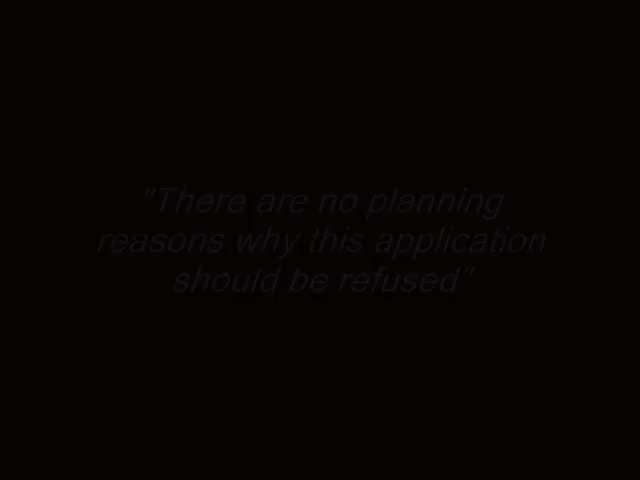 "There are no planning
reasons why this application
should be refused"